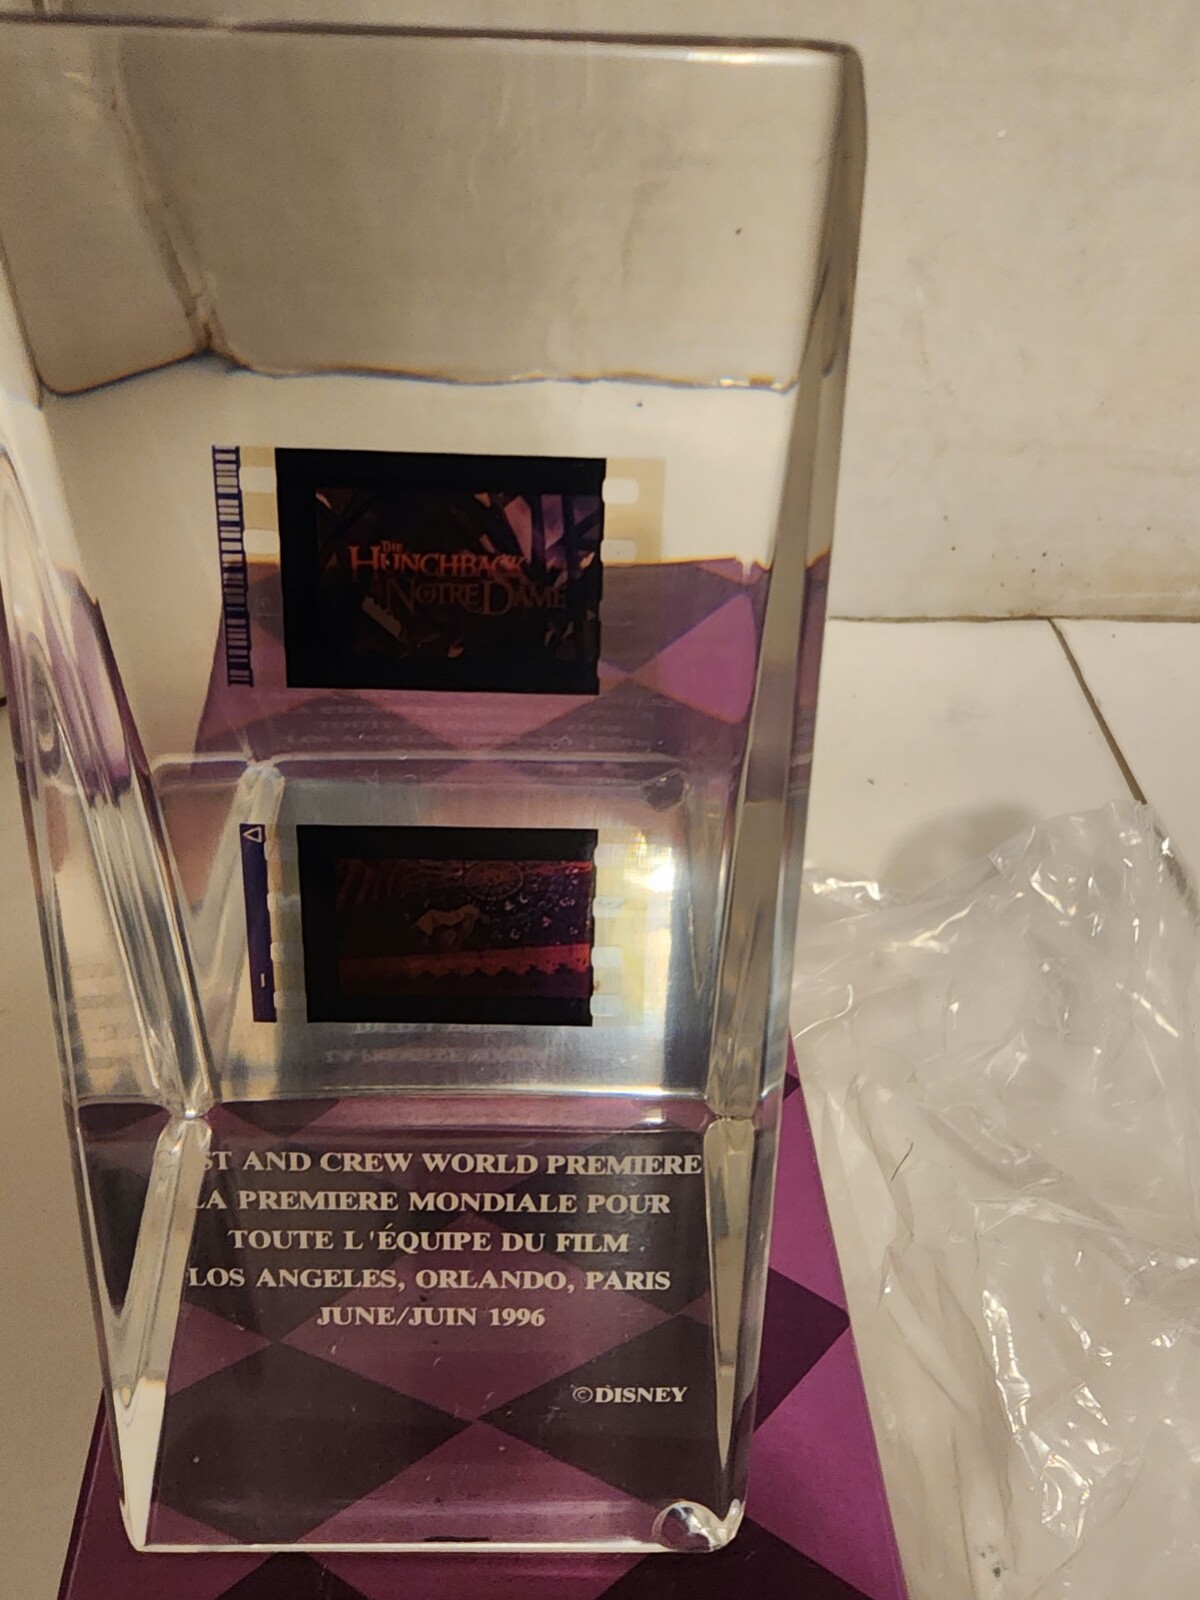 THE
HUNCHBACK
NOTRE DAME
ST AND CREW WORLD PREMIERE
LA PREMIERE MONDIALE POUR
TOUTE L'ÉQUIPE DU FILM
LOS ANGELES, ORLANDO, PARIS
JUNE/JUIN 1996
©DISNEY